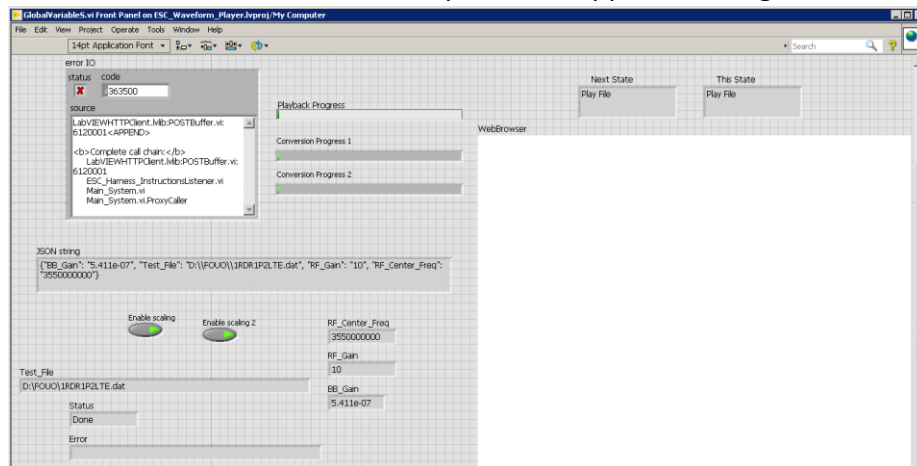 GlobalVariableS.vi Front Panel on ESC_Waveform_Player.lvproj/My Computer
File Edit View Project Operate Tools Window Help
14pt Application Font
Search
error IO
status code
363500
source
LabVIEWHTTPClient.lvlib:POSTBuffer.vi:
6120001<APPEND>
<b>Complete call chain:</b>
LabVIEWHTTPClient.lvlib:POSTBuffer.vi:
6120001
ESC_Harness_InstructionsListener.vi
Main_System.vi
Main_System.vi.ProxyCaller
Playback Progress
Conversion Progress 1
Conversion Progress 2
Next State
Play File
This State
Play File
WebBrowser
JSON string
{"BB_Gain": "5.411e-07", "Test_File": "D:\\FOUO\\1RDR1P2LTE.dat", "RF_Gain": "10", "RF_Center_Freq":
"3550000000"}
Enable scaling
Enable scaling 2
RF_Center_Freq
3550000000
RF_Gain
10
BB_Gain
5.411e-07
Test_File
D:\FOUO\1RDR1P2LTE.dat
Status
Done
Error